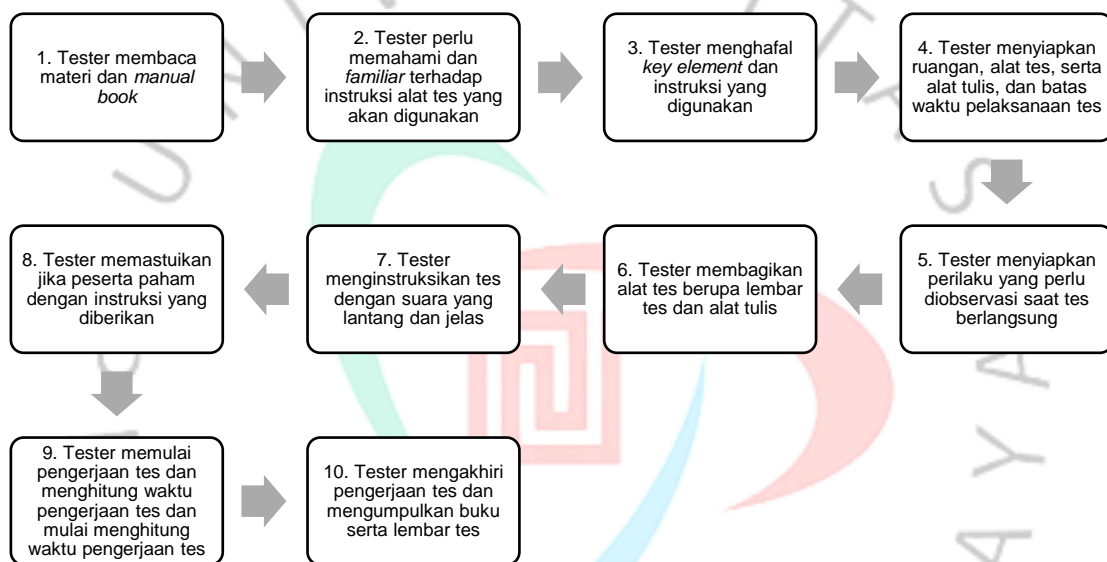 1. Tester membaca
materi dan manual
book
2. Tester perlu
memahami dan
familiar terhadap
instruksi alat tes yang
akan digunakan
3. Tester menghafal
key element dan
instruksi yang
digunakan
4. Tester menyiapkan
ruangan, alat tes, serta
alat tulis, dan batas
waktu pelaksanaan tes
5. Tester menyiapkan
perilaku yang perlu
diobservasi saat tes
berlangsung
6. Tester membagikan
alat tes berupa lembar
tes dan alat tulis
7. Tester
menginstruksikan tes
dengan suara yang
lantang dan jelas
8. Tester memastuikan
jika peserta paham
dengan instruksi yang
diberikan
9. Tester memulai
pengerjaan tes dan
menghitung waktu
pengerjaan tes dan
mulai menghitung
waktu pengerjaan tes
10. Tester mengakhiri
pengerjaan tes dan
mengumpulkan buku
serta lembar tes